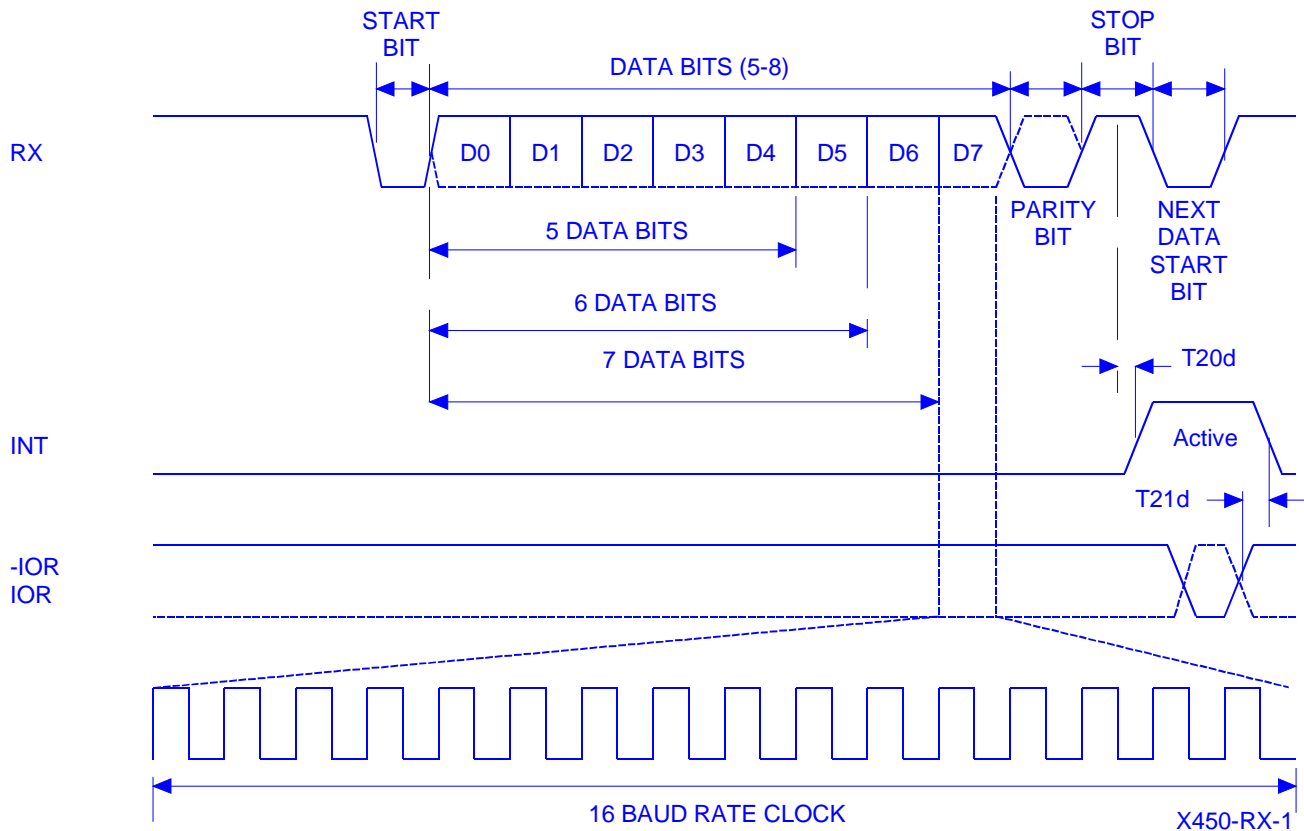 START
BIT
DATA BITS (5-8)
STOP
BIT
RX
D0 D1 D2 D3 D4 D5 D6 D7
PARITY
BIT
NEXT
DATA
START
BIT
5 DATA BITS
6 DATA BITS
7 DATA BITS
T20d
INT
Active
T21d
-IOR
IOR
16 BAUD RATE CLOCK
X450-RX-1